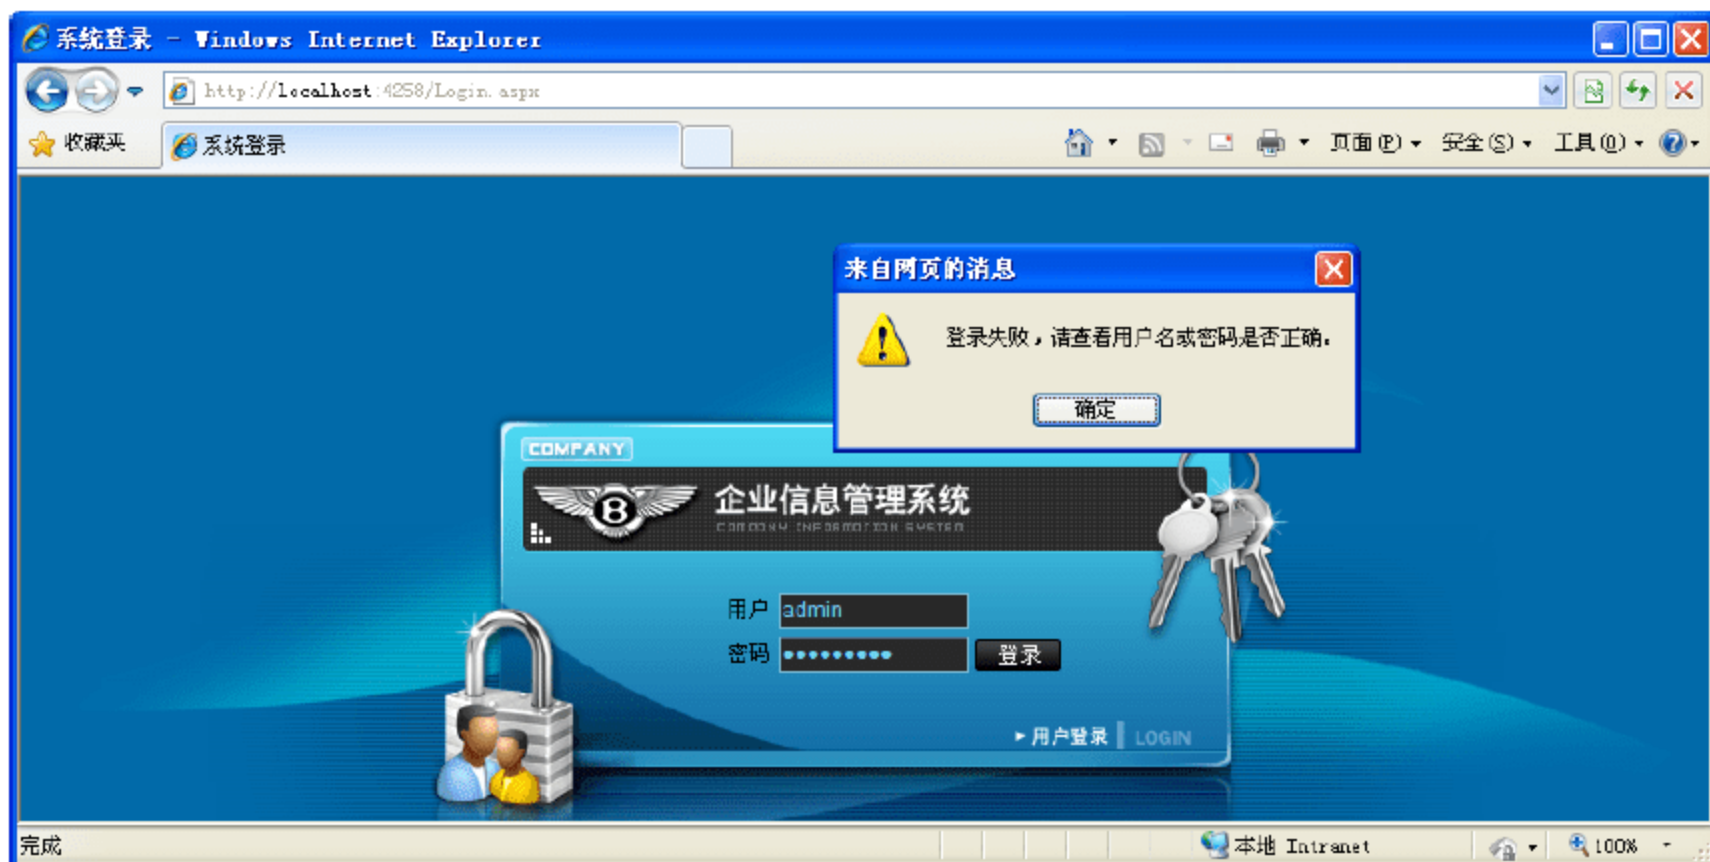 系统登录 - Windows Internet Explorer
http://localhost:4258/Login.aspx
收藏夹
系统登录
页面(P) 安全(S) 工具(O)
来自网页的消息
登录失败，请查看用户名或密码是否正确。
确定
COMPANY
B
企业信息管理系统
COMPANY INFORMATION SYSTEM
用户 admin
密码 •••••••••
登录
用户登录 LOGIN
完成
本地 Intranet
100%